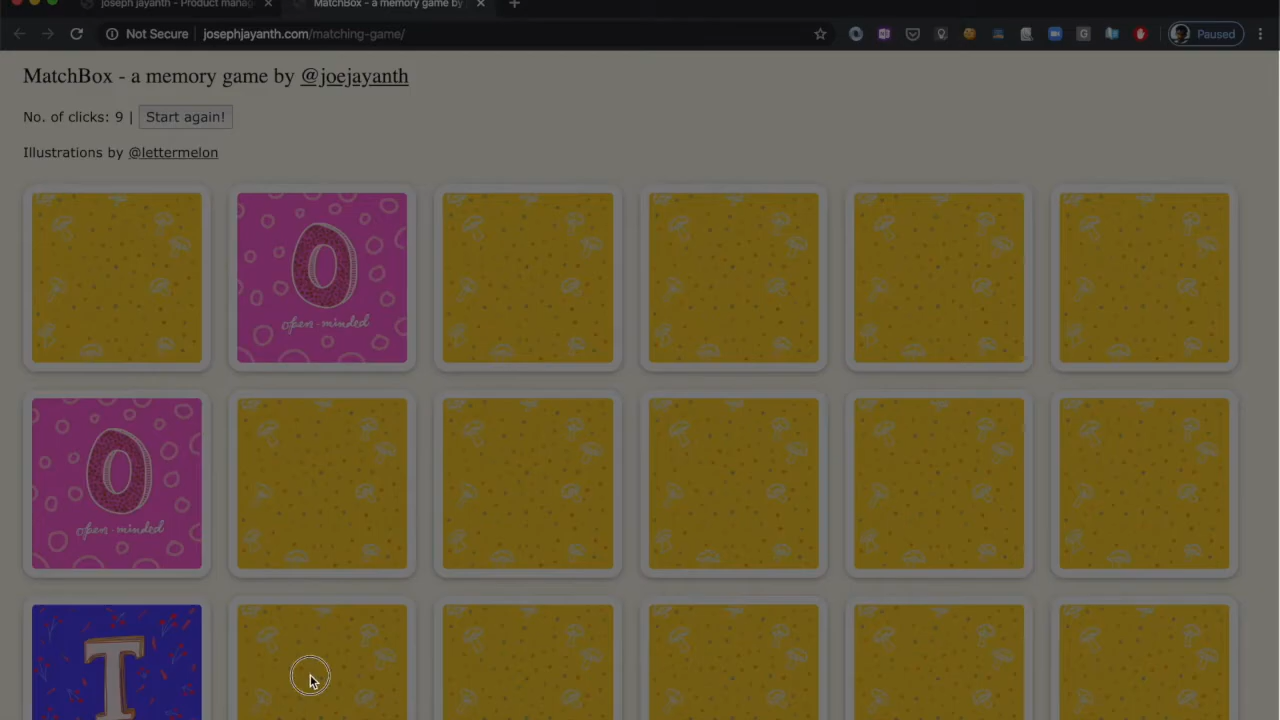 joseph jayanth - Product manag
MatchBox - a memory game by
Not Secure
josephjayanth.com/matching-game/
G
Paused
MatchBox - a memory game by @joejayanth
No. of clicks: 9 | Start again!
Illustrations by @lettermelon
O
open-minded
O
open-minded
T